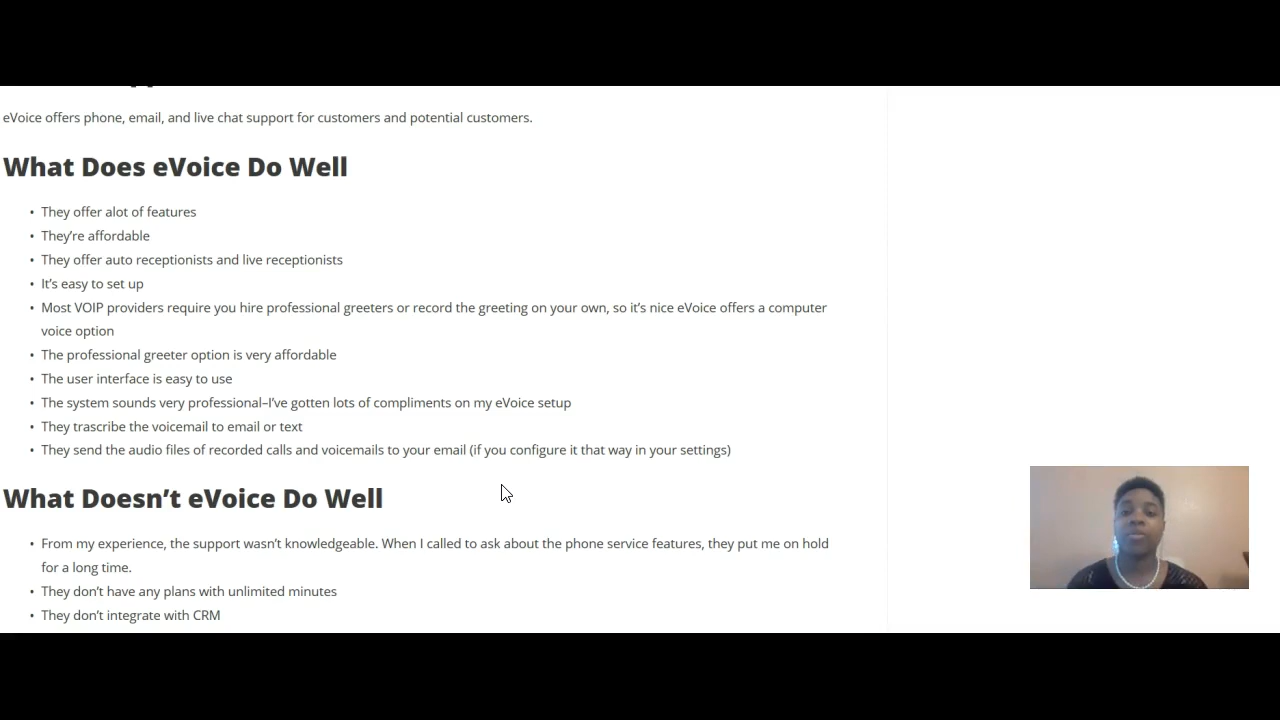 eVoice offers phone, email, and live chat support for customers and potential customers.
What Does eVoice Do Well
• They offer alot of features
• They're affordable
• They offer auto receptionists and live receptionists
• It's easy to set up
• Most VOIP providers require you hire professional greeters or record the greeting on your own, so it's nice eVoice offers a computer
voice option
• The professional greeter option is very affordable
• The user interface is easy to use
• The system sounds very professional–I've gotten lots of compliments on my eVoice setup
• They trascribe the voicemail to email or text
• They send the audio files of recorded calls and voicemails to your email (if you configure it that way in your settings)
What Doesn't eVoice Do Well
• From my experience, the support wasn't knowledgeable. When I called to ask about the phone service features, they put me on hold
for a long time.
• They don't have any plans with unlimited minutes
• They don't integrate with CRM